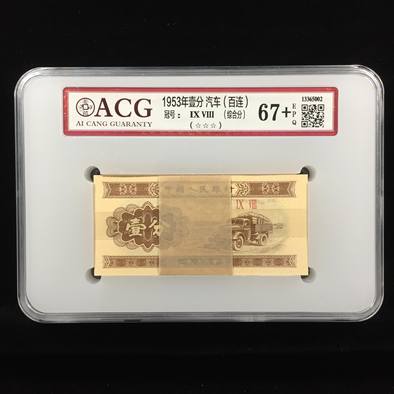 ACG
AI CANG GUARANTY
1953年壹分 汽车(百连)
冠号: IX VIII (综合分)
(☆☆☆)
67+
EPQ
13365002
中国人民银
IX VIII
壹分